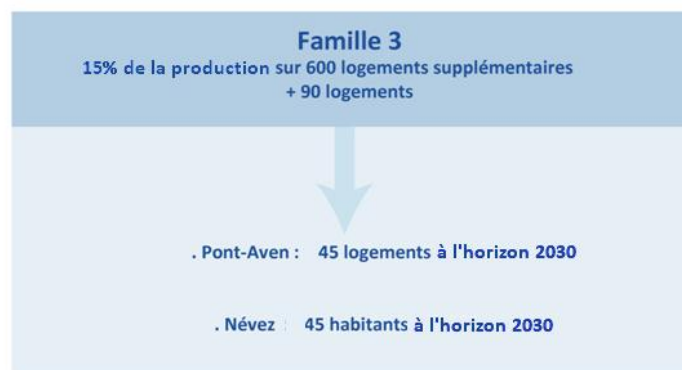 Famille 3
15% de la production sur 600 logements supplémentaires
+ 90 logements
. Pont-Aven : 45 logements à l'horizon 2030
. Névez : 45 habitants à l'horizon 2030